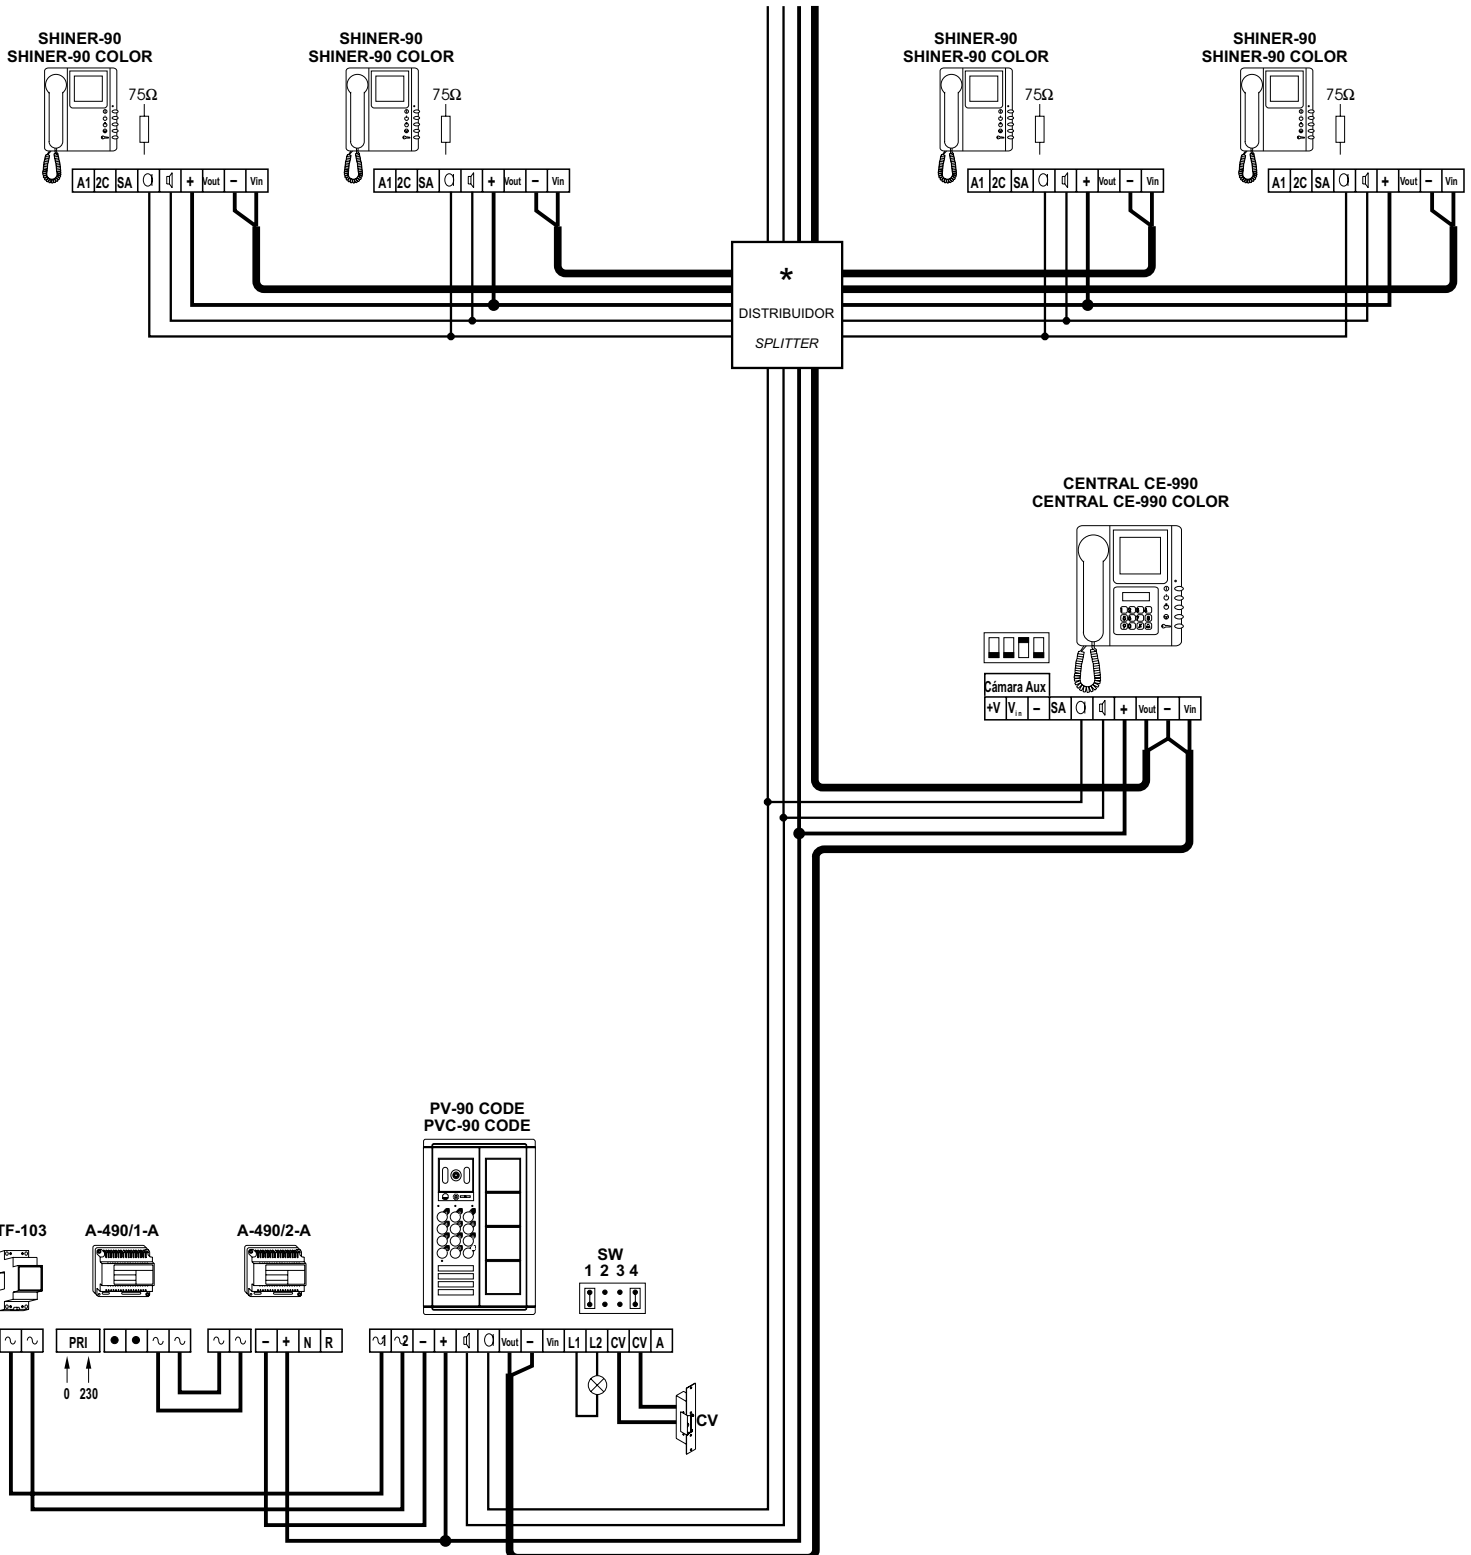 SHINER-90
SHINER-90 COLOR
SHINER-90
SHINER-90 COLOR
SHINER-90
SHINER-90 COLOR
SHINER-90
SHINER-90 COLOR
75Ω
75Ω
75Ω
75Ω
A1 2C SA + Vout – Vin
A1 2C SA + Vout – Vin
A1 2C SA + Vout – Vin
A1 2C SA + Vout – Vin
*
DISTRIBUIDOR
SPLITTER
CENTRAL CE-990
CENTRAL CE-990 COLOR
Cámara Aux
+V Vin – SA + Vout – Vin
PV-90 CODE
PVC-90 CODE
TF-103
A-490/1-A
A-490/2-A
SW
1 2 3 4
~ ~
PRI
~ ~
~ ~ – + N R
~1 ~2 – + Vout – Vin L1 L2 CV CV A
0 230
CV